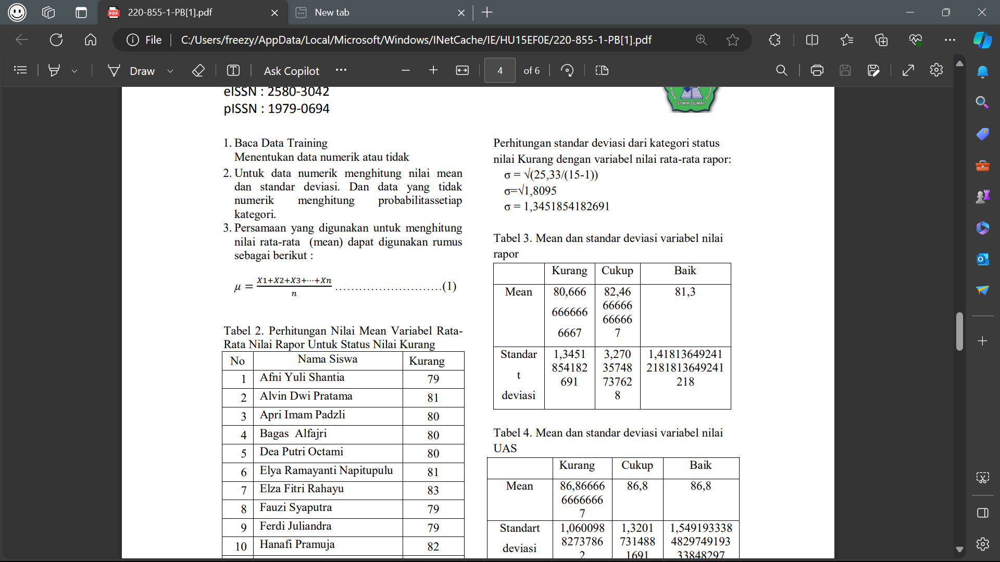 220-855-1-PB[1].pdf
New tab
File
C:/Users/freezy/AppData/Local/Microsoft/Windows/INetCache/IE/HU15EF0E/220-855-1-PB[1].pdf
Draw
Ask Copilot
4
of 6
eISSN : 2580-3042
pISSN : 1979-0694
"STMIK DUMAI"
1. Baca Data Training
Menentukan data numerik atau tidak
2. Untuk data numerik menghitung nilai mean
dan standar deviasi. Dan data yang tidak
numerik menghitung probabilitassetiap
kategori.
3. Persamaan yang digunakan untuk menghitung
nilai rata-rata (mean) dapat digunakan rumus
sebagai berikut :
μ = X1+X2+X3+⋯+Xn / n ...........................(1)
Tabel 2. Perhitungan Nilai Mean Variabel Rata-
Rata Nilai Rapor Untuk Status Nilai Kurang
No Nama Siswa Kurang
1 Afni Yuli Shantia 79
2 Alvin Dwi Pratama 81
3 Apri Imam Padzli 80
4 Bagas Alfajri 80
5 Dea Putri Octami 80
6 Elya Ramayanti Napitupulu 81
7 Elza Fitri Rahayu 83
8 Fauzi Syaputra 79
9 Ferdi Juliandra 79
10 Hanafi Pramuja 82
Perhitungan standar deviasi dari kategori status
nilai Kurang dengan variabel nilai rata-rata rapor:
σ = √(25,33/(15-1))
σ=√1,8095
σ = 1,3451854182691
Tabel 3. Mean dan standar deviasi variabel nilai
rapor
Kurang Cukup Baik
Mean 80,666 82,46 81,3
666666 66666
6667 66666
7
Standar 1,3451 3,270 1,41813649241
t 854182 35748 2181813649241
deviasi 691 73762 218
8
Tabel 4. Mean dan standar deviasi variabel nilai
UAS
Kurang Cukup Baik
Mean 86,86666 86,8 86,8
6666666
7
Standart 1,060098 1,3201 1,549193338
deviasi 8273786 731488 4829749193
2 1691 33848297